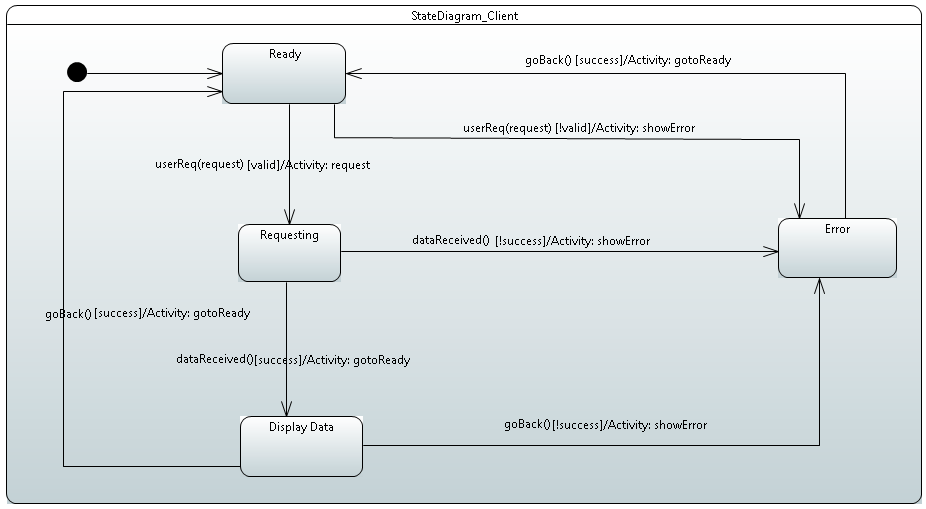 StateDiagram_Client
Ready
goBack() [success]/Activity: gotoReady
userReq(request) [!valid]/Activity: showError
userReq(request) [valid]/Activity: request
Requesting
dataReceived() [!success]/Activity: showError
Error
goBack() [success]/Activity: gotoReady
dataReceived()[success]/Activity: gotoReady
Display Data
goBack() [!success]/Activity: showError